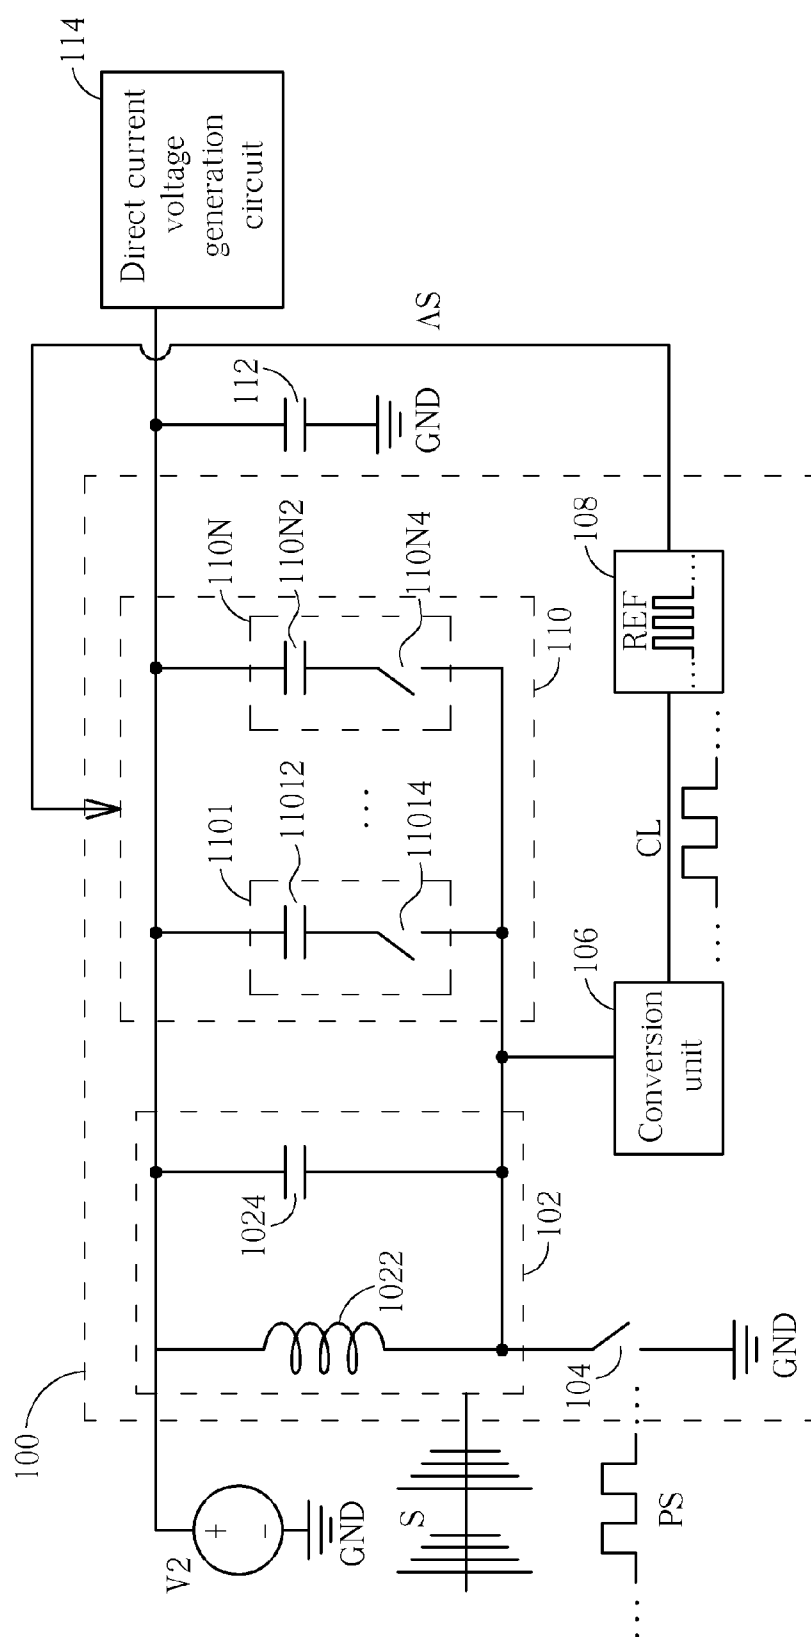 100
114
Direct current
voltage
generation
circuit
1101
110N
112
11012
110N2
V2
+
-
1024
GND
1022
...
11014
110N4
GND
VS
S
102
110
104
106
108
GND
Conversion
unit
CL
REF
.... ...
.... ....
.... ...
PS
GND